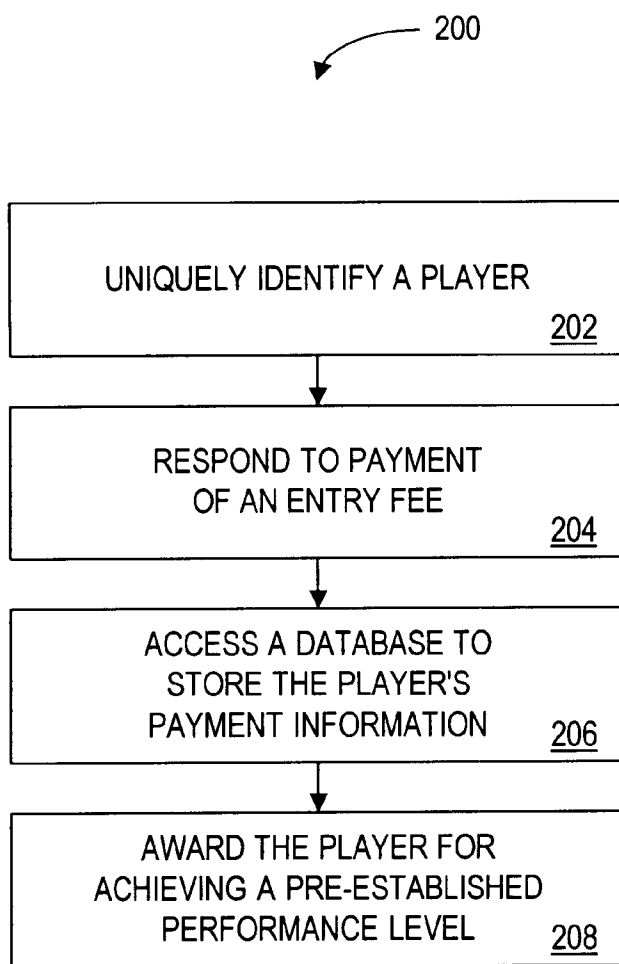 200
UNIQUELY IDENTIFY A PLAYER
202
RESPOND TO PAYMENT
OF AN ENTRY FEE
204
ACCESS A DATABASE TO
STORE THE PLAYER'S
PAYMENT INFORMATION
206
AWARD THE PLAYER FOR
ACHIEVING A PRE-ESTABLISHED
PERFORMANCE LEVEL
208